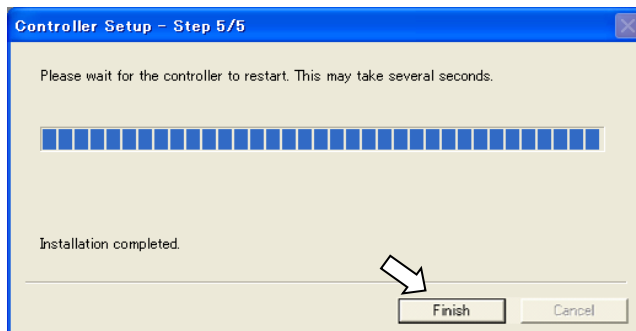 Controller Setup - Step 5/5
Please wait for the controller to restart. This may take several seconds.
Installation completed.
Finish
Cancel